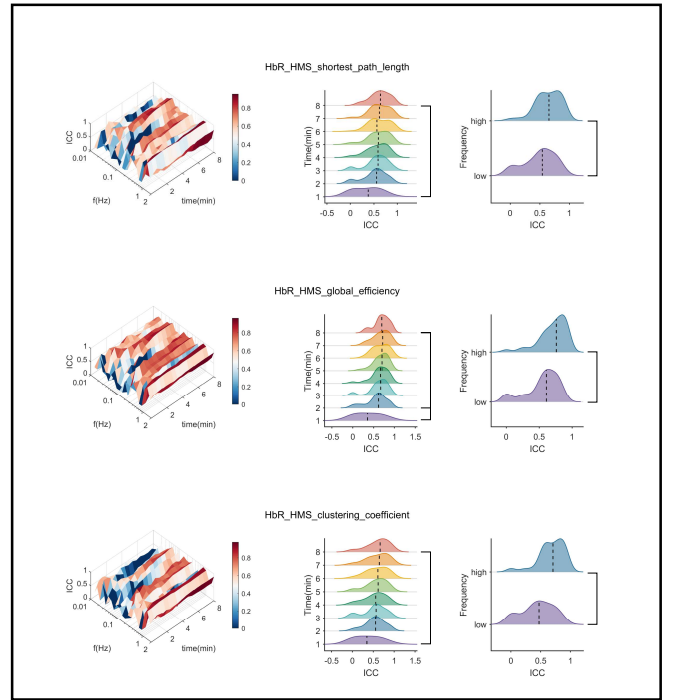 HbR_HMS_shortest_path_length
ICC
1
0.5
0
0.01
0.1
1
2
f(Hz)
2
4
6
8
time(min)
0.8
0.6
0.4
0.2
0
Time(min)
8
7
6
5
4
3
2
1
-0.5 0 0.5 1
ICC
Frequency
high
low
0 0.5 1
ICC
HbR_HMS_global_efficiency
ICC
1
0.5
0
0.01
0.1
1
2
f(Hz)
2
4
6
8
time(min)
0.8
0.6
0.4
0.2
0
Time(min)
8
7
6
5
4
3
2
1
-0.5 0 0.5 1 1.5
ICC
Frequency
high
low
0 0.5 1
ICC
HbR_HMS_clustering_coefficient
ICC
1
0.5
0
0.01
0.1
1
2
f(Hz)
2
4
6
8
time(min)
0.8
0.6
0.4
0.2
0
Time(min)
8
7
6
5
4
3
2
1
-0.5 0 0.5 1 1.5
ICC
Frequency
high
low
0 0.5 1
ICC